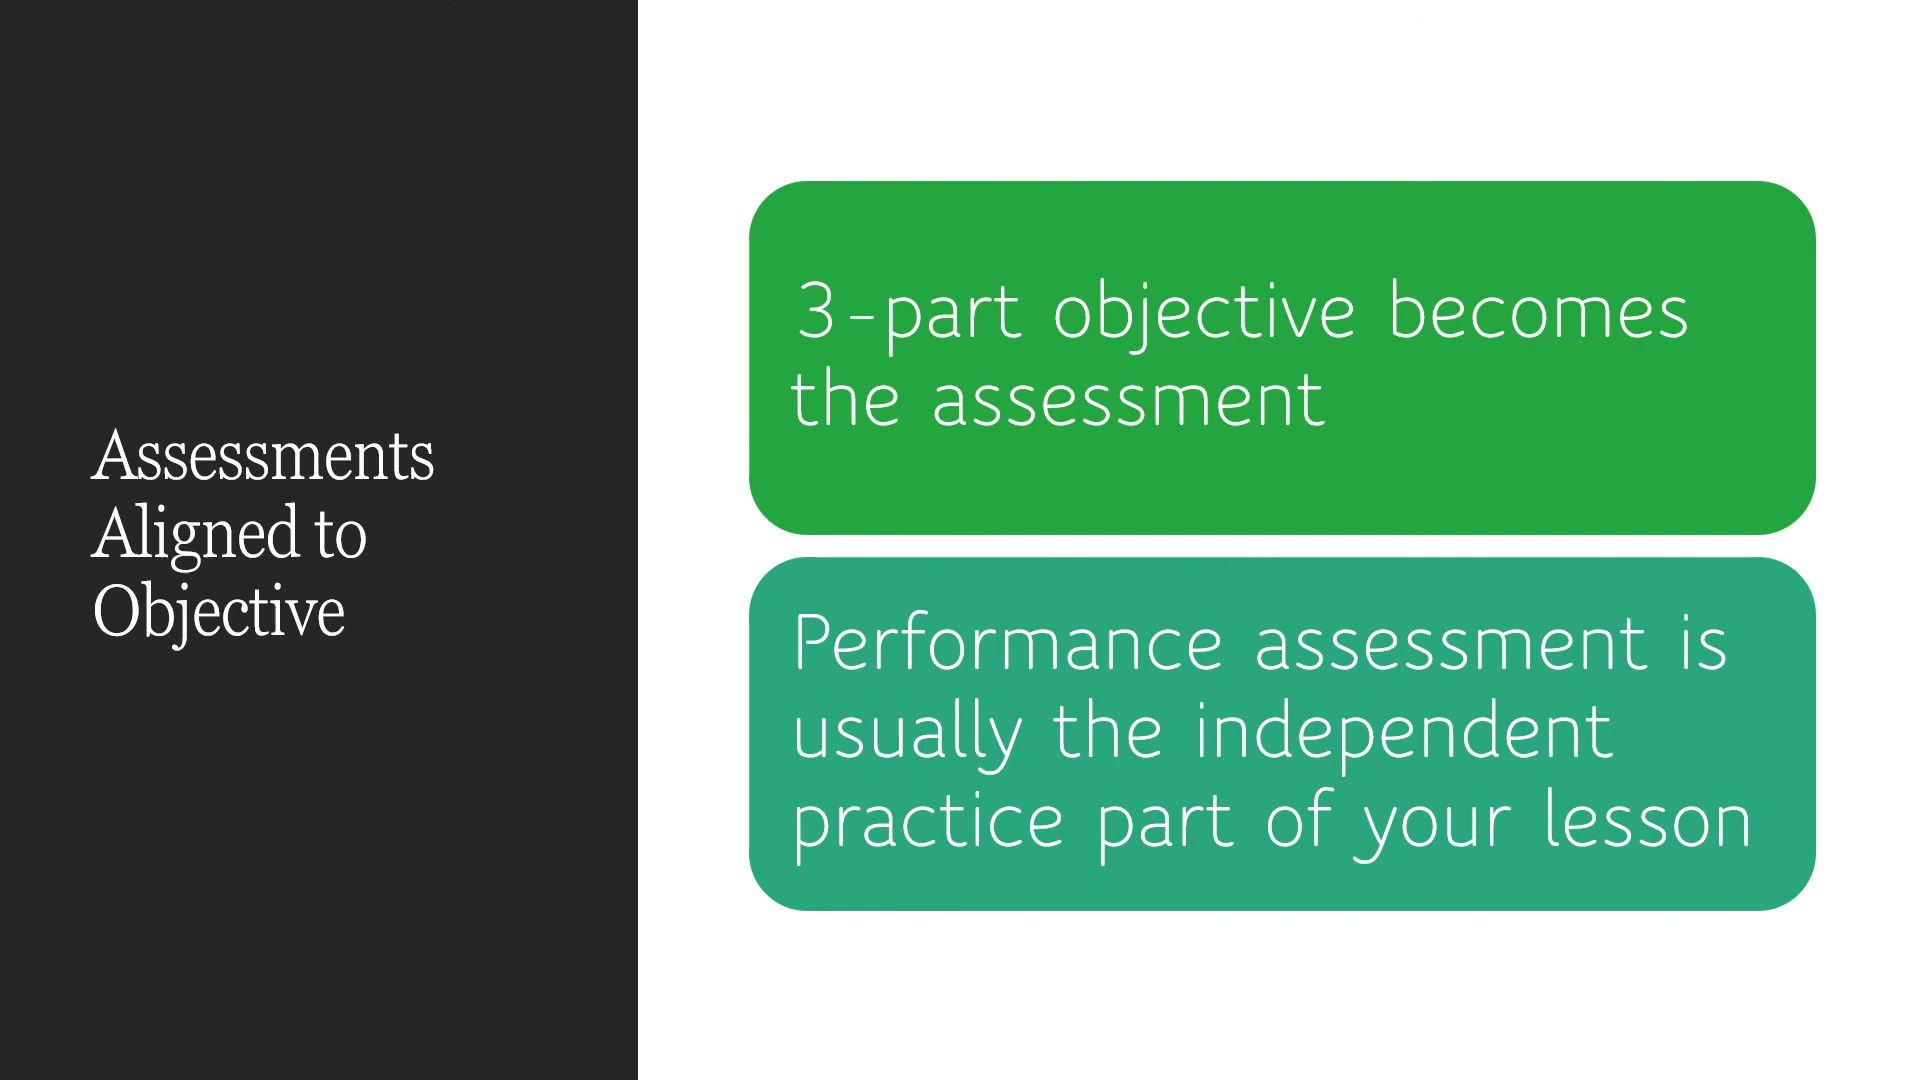 Assessments
Aligned to
Objective
3-part objective becomes
the assessment
Performance assessment is
usually the independent
practice part of your lesson